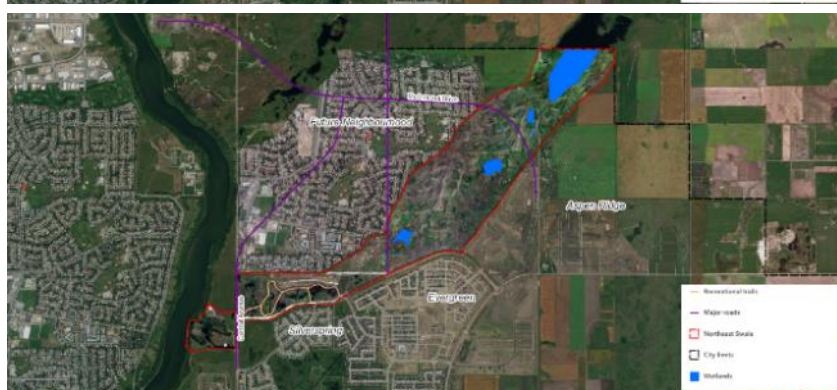 Future Neighbourhood
Aspen Ridge
Evergreen
Silverspring
Recreational trails
Major roads
Northeast Swale
City limits
Wetlands